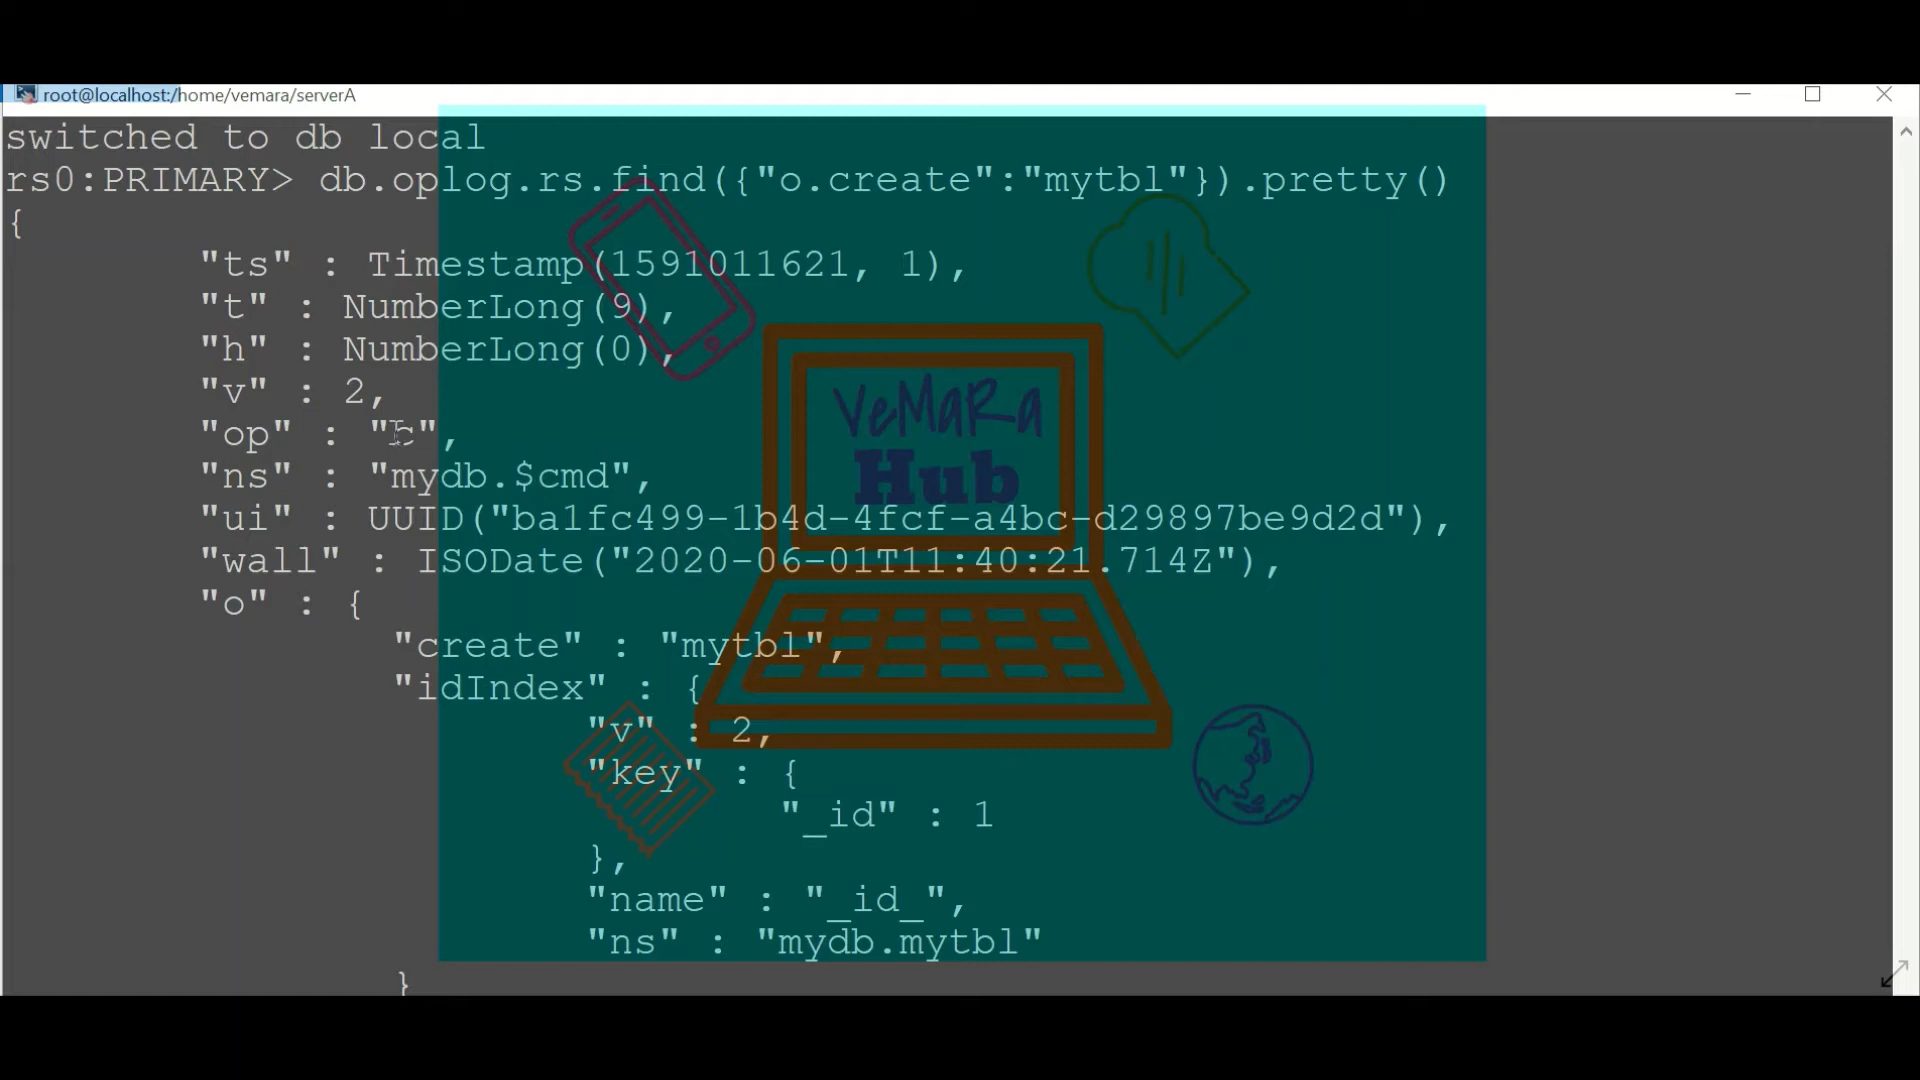 root@localhost:/home/vemara/serverA
switched to db local
rs0:PRIMARY> db.oplog.rs.find({"o.create":"mytbl"}).pretty()
{
"ts" : Timestamp(1591011621, 1),
"t" : NumberLong(9),
"h" : NumberLong(0),
"v" : 2,
"op" : "c",
"ns" : "mydb.$cmd",
"ui" : UUID("ba1fc499-1b4d-4fcf-a4bc-d29897be9d2d"),
"wall" : ISODate("2020-06-01T11:40:21.714Z"),
"o" : {
"create" : "mytbl",
"idIndex" : {
"v" : 2,
"key" : {
"_id" : 1
},
"name" : "_id_",
"ns" : "mydb.mytbl"
}
VeMaRa
Hub